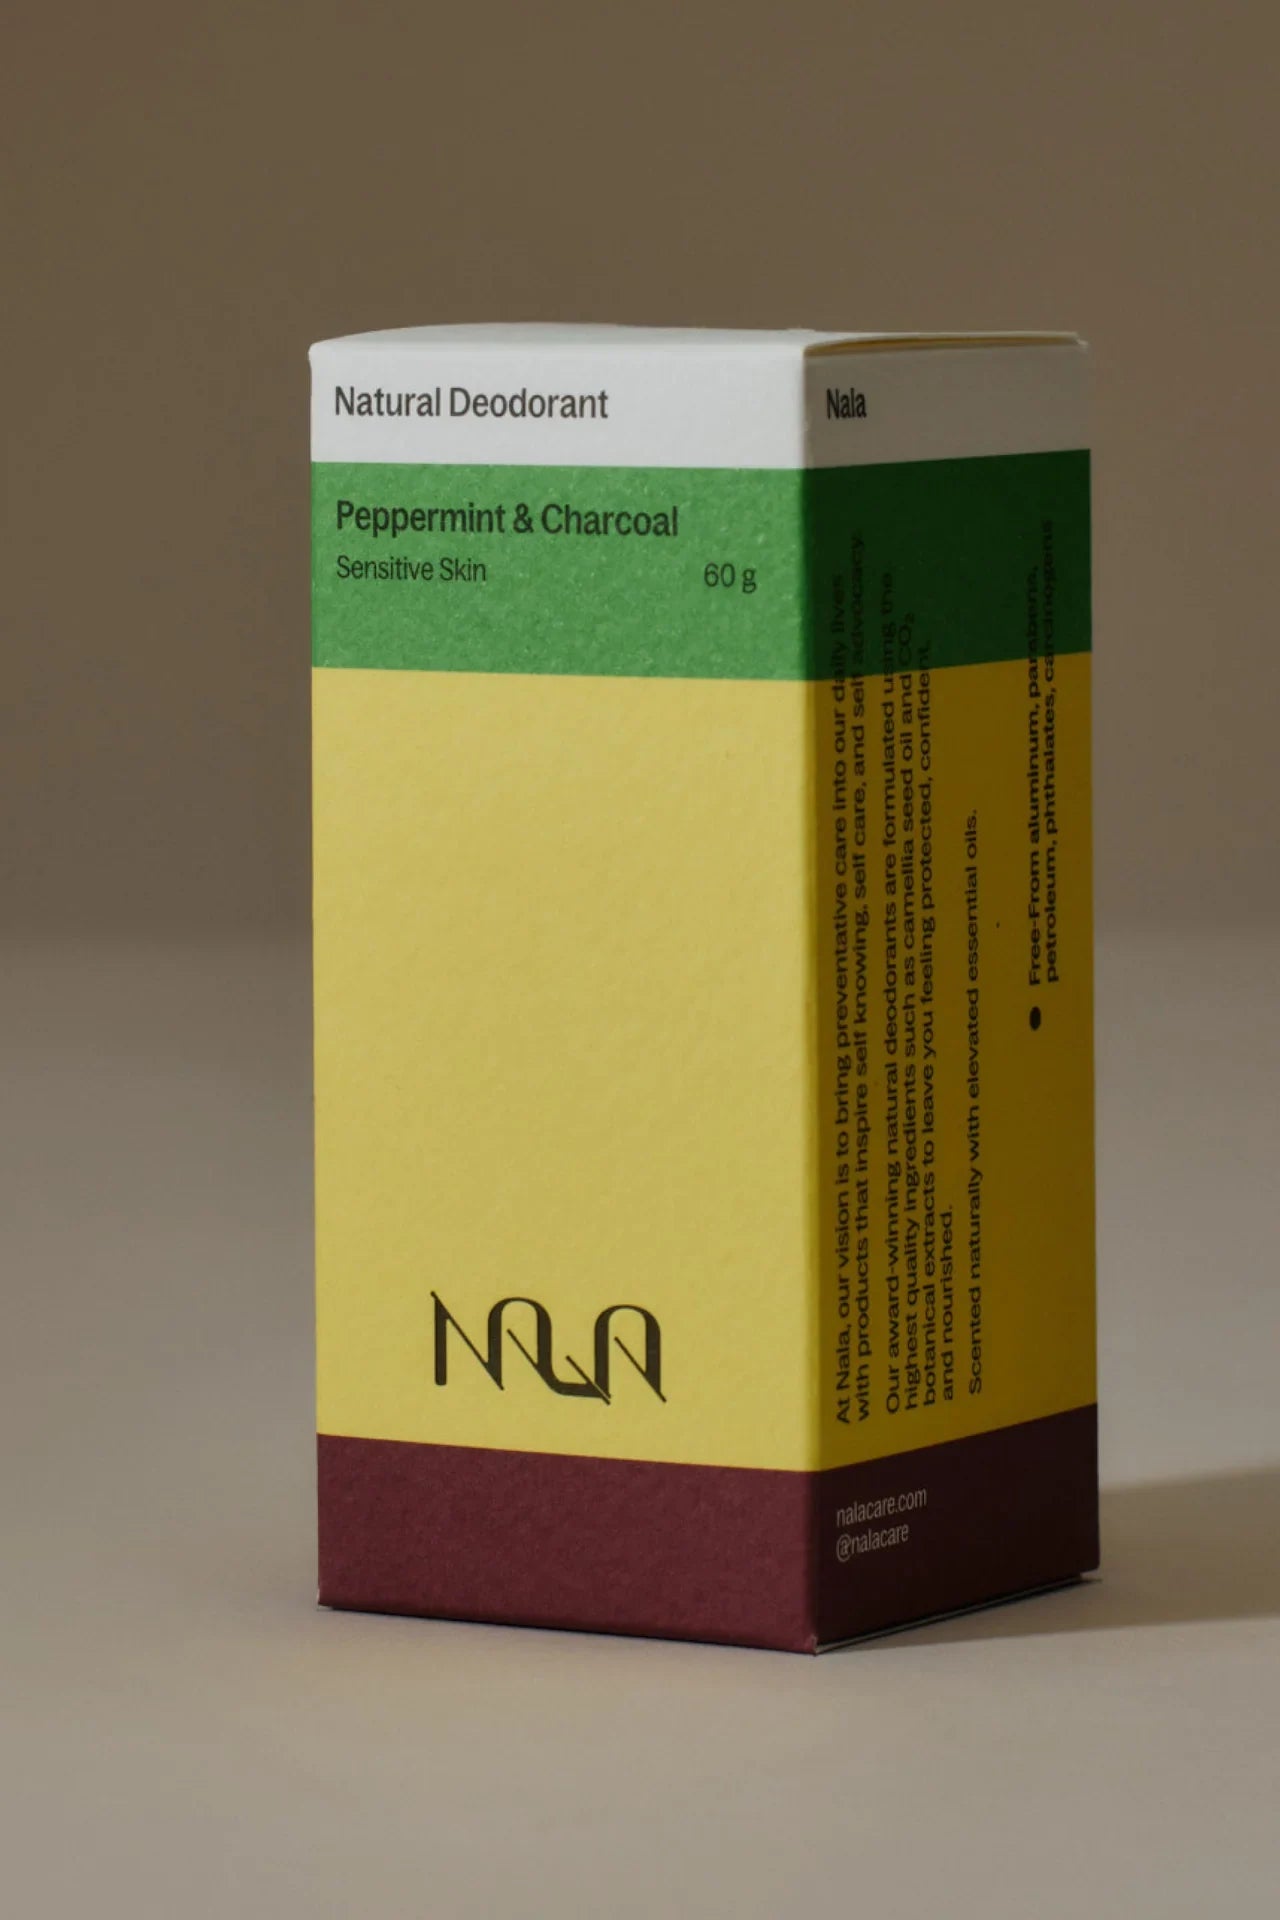 Natural Deodorant
Peppermint & Charcoal
Sensitive Skin
60 g
NALA
Nala
At Nala, our vision is to bring preventative care into our daily lives
with products that inspire self knowing, self care, and self advocacy.
Our award-winning natural deodorants are formulated using the
highest quality ingredients such as camellia seed oil and CO₂
botanical extracts to leave you feeling protected, confident,
and nourished.
Scented naturally with elevated essential oils.
● Free-From aluminum, parabens,
petroleum, phthalates, carcinogens
nalacare.com
@nalacare